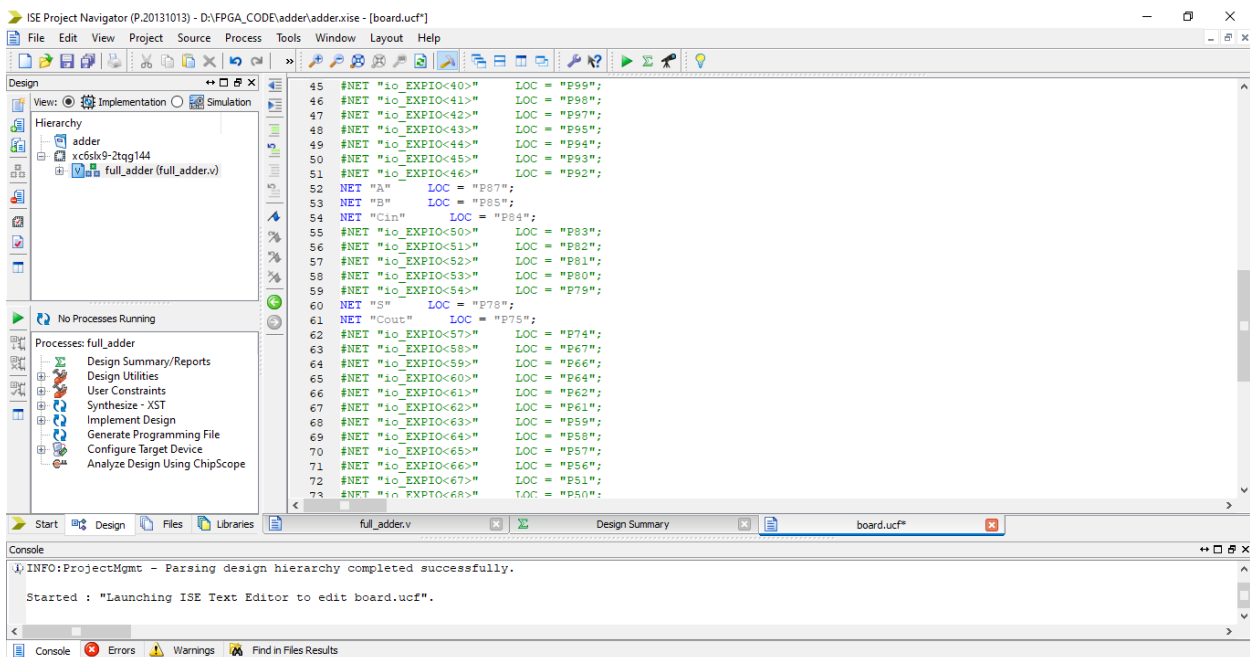 ISE Project Navigator (P.20131013) - D:\FPGA_CODE\adder\adder.xise - [board.ucf*]
File Edit View Project Source Process Tools Window Layout Help
Design
View: Implementation Simulation
Hierarchy
adder
xc6slx9-2tqg144
full_adder (full_adder.v)
No Processes Running
Processes: full_adder
Design Summary/Reports
Design Utilities
User Constraints
Synthesize - XST
Implement Design
Generate Programming File
Configure Target Device
Analyze Design Using ChipScope
Start Design Files Libraries
45 #NET "io_EXPIO<40>" LOC = "P99";
46 #NET "io_EXPIO<41>" LOC = "P98";
47 #NET "io_EXPIO<42>" LOC = "P97";
48 #NET "io_EXPIO<43>" LOC = "P95";
49 #NET "io_EXPIO<44>" LOC = "P94";
50 #NET "io_EXPIO<45>" LOC = "P93";
51 #NET "io_EXPIO<46>" LOC = "P92";
52 NET "A" LOC = "P87";
53 NET "B" LOC = "P85";
54 NET "Cin" LOC = "P84";
55 #NET "io_EXPIO<50>" LOC = "P83";
56 #NET "io_EXPIO<51>" LOC = "P82";
57 #NET "io_EXPIO<52>" LOC = "P81";
58 #NET "io_EXPIO<53>" LOC = "P80";
59 #NET "io_EXPIO<54>" LOC = "P79";
60 NET "S" LOC = "P78";
61 NET "Cout" LOC = "P75";
62 #NET "io_EXPIO<57>" LOC = "P74";
63 #NET "io_EXPIO<58>" LOC = "P67";
64 #NET "io_EXPIO<59>" LOC = "P66";
65 #NET "io_EXPIO<60>" LOC = "P64";
66 #NET "io_EXPIO<61>" LOC = "P62";
67 #NET "io_EXPIO<62>" LOC = "P61";
68 #NET "io_EXPIO<63>" LOC = "P59";
69 #NET "io_EXPIO<64>" LOC = "P58";
70 #NET "io_EXPIO<65>" LOC = "P57";
71 #NET "io_EXPIO<66>" LOC = "P56";
72 #NET "io_EXPIO<67>" LOC = "P51";
73 #NET "io_EXPIO<68>" LOC = "P50";
full_adder.v Design Summary board.ucf*
Console
INFO:ProjectMgmt - Parsing design hierarchy completed successfully.
Started : "Launching ISE Text Editor to edit board.ucf".
Console Errors Warnings Find in Files Results